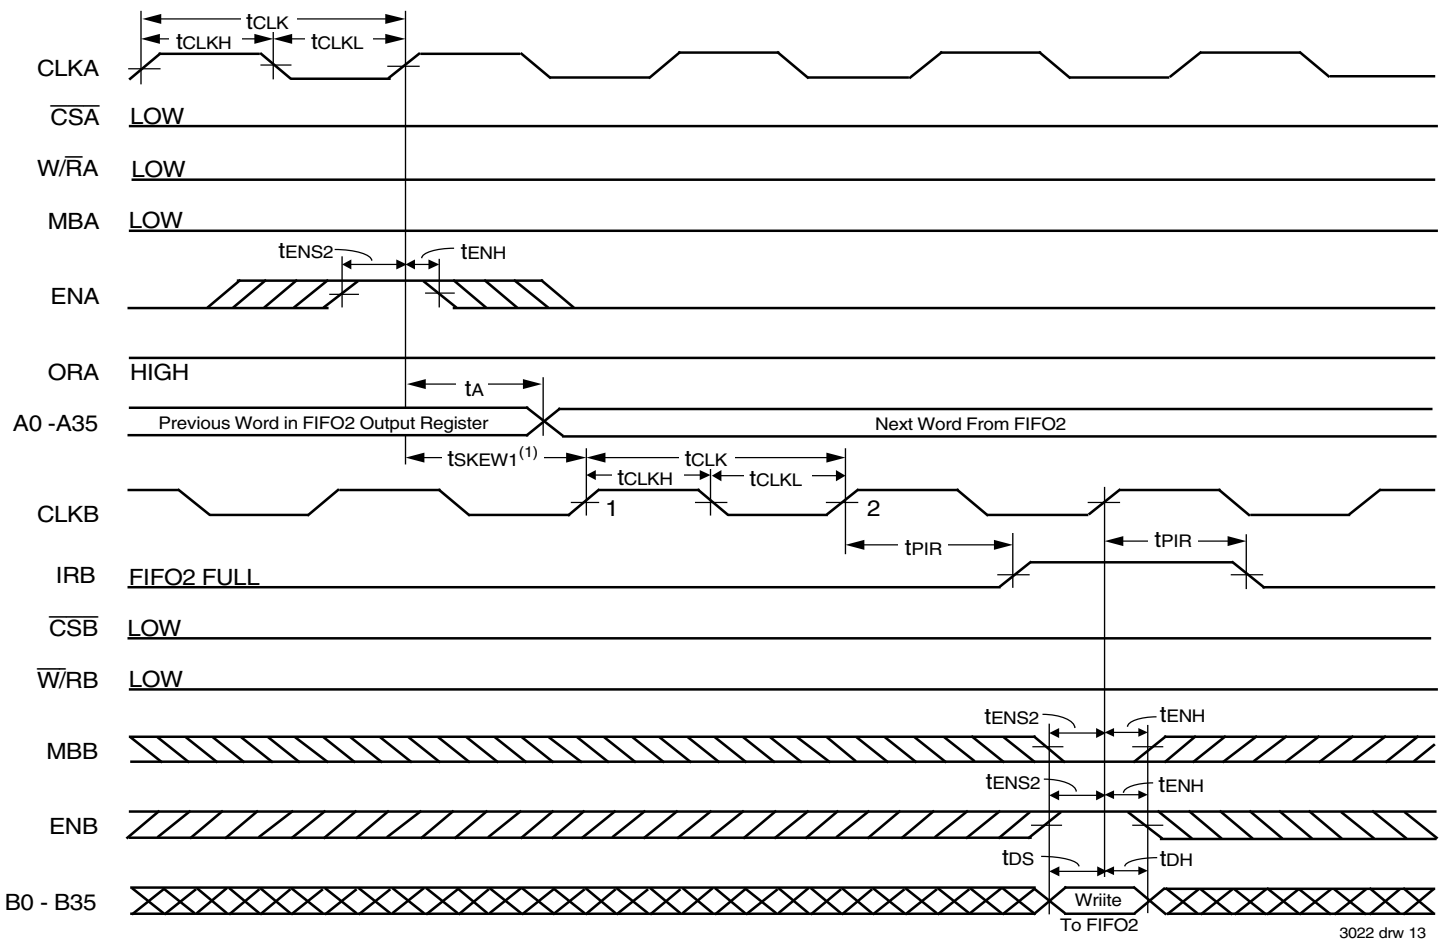 tCLK
tCLKH tCLKL
CLKA
CSA LOW
W/RA LOW
MBA LOW
tENS2 tENH
ENA
ORA HIGH
tA
A0 -A35 Previous Word in FIFO2 Output Register Next Word From FIFO2
tSKEW1(1) tCLK
tCLKH tCLKL
CLKB 1 2
tPIR tPIR
IRB FIFO2 FULL
CSB LOW
W/RB LOW
tENS2 tENH
MBB
tENS2 tENH
ENB
tDS tDH
B0 - B35 Wriite
To FIFO2
3022 drw 13